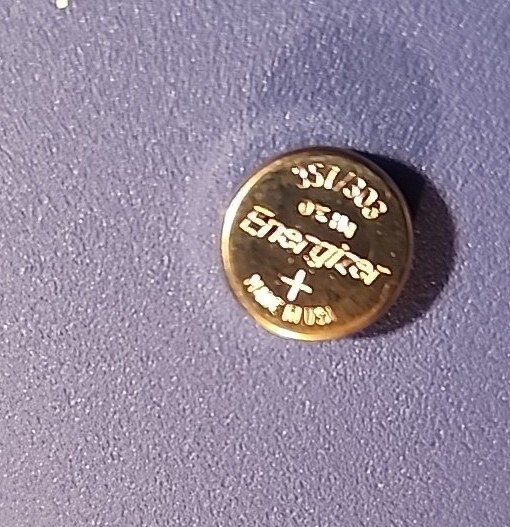 357/303
Energizer
+
MADE IN USA